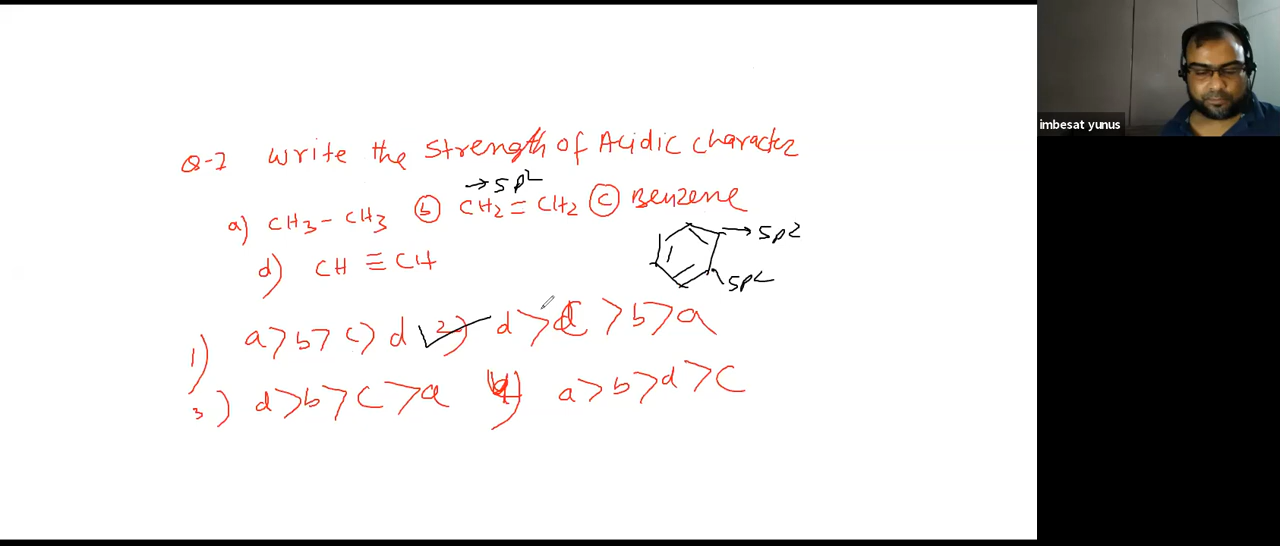 Q-1 Write the Strength of Acidic character
→ sp2
a) CH3-CH3 (b) CH2=CH2 (c) Benzene
→ sp2
d) CH≡CH
sp2
1) a>b>c>d 2) d>c>b>a
3) d>b>c>a 4) a>b>d>c
imbesat yunus